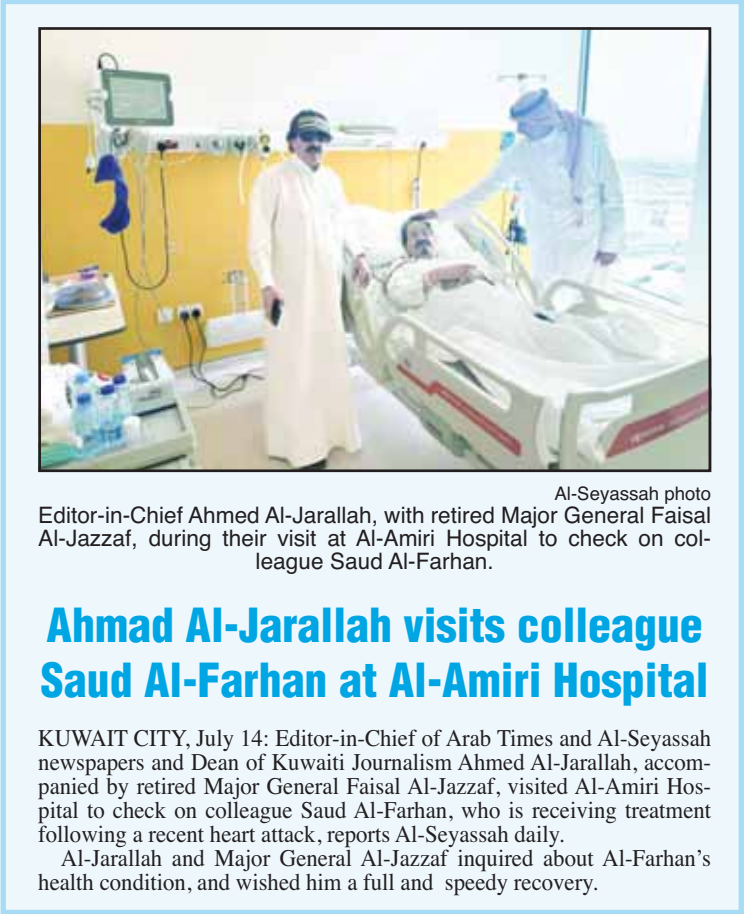 Al-Seyassah photo
Editor-in-Chief Ahmed Al-Jarallah, with retired Major General Faisal
Al-Jazzaf, during their visit at Al-Amiri Hospital to check on col-
league Saud Al-Farhan.
Ahmad Al-Jarallah visits colleague
Saud Al-Farhan at Al-Amiri Hospital
KUWAIT CITY, July 14: Editor-in-Chief of Arab Times and Al-Seyassah
newspapers and Dean of Kuwaiti Journalism Ahmed Al-Jarallah, accom-
panied by retired Major General Faisal Al-Jazzaf, visited Al-Amiri Hos-
pital to check on colleague Saud Al-Farhan, who is receiving treatment
following a recent heart attack, reports Al-Seyassah daily.
Al-Jarallah and Major General Al-Jazzaf inquired about Al-Farhan's
health condition, and wished him a full and  speedy recovery.